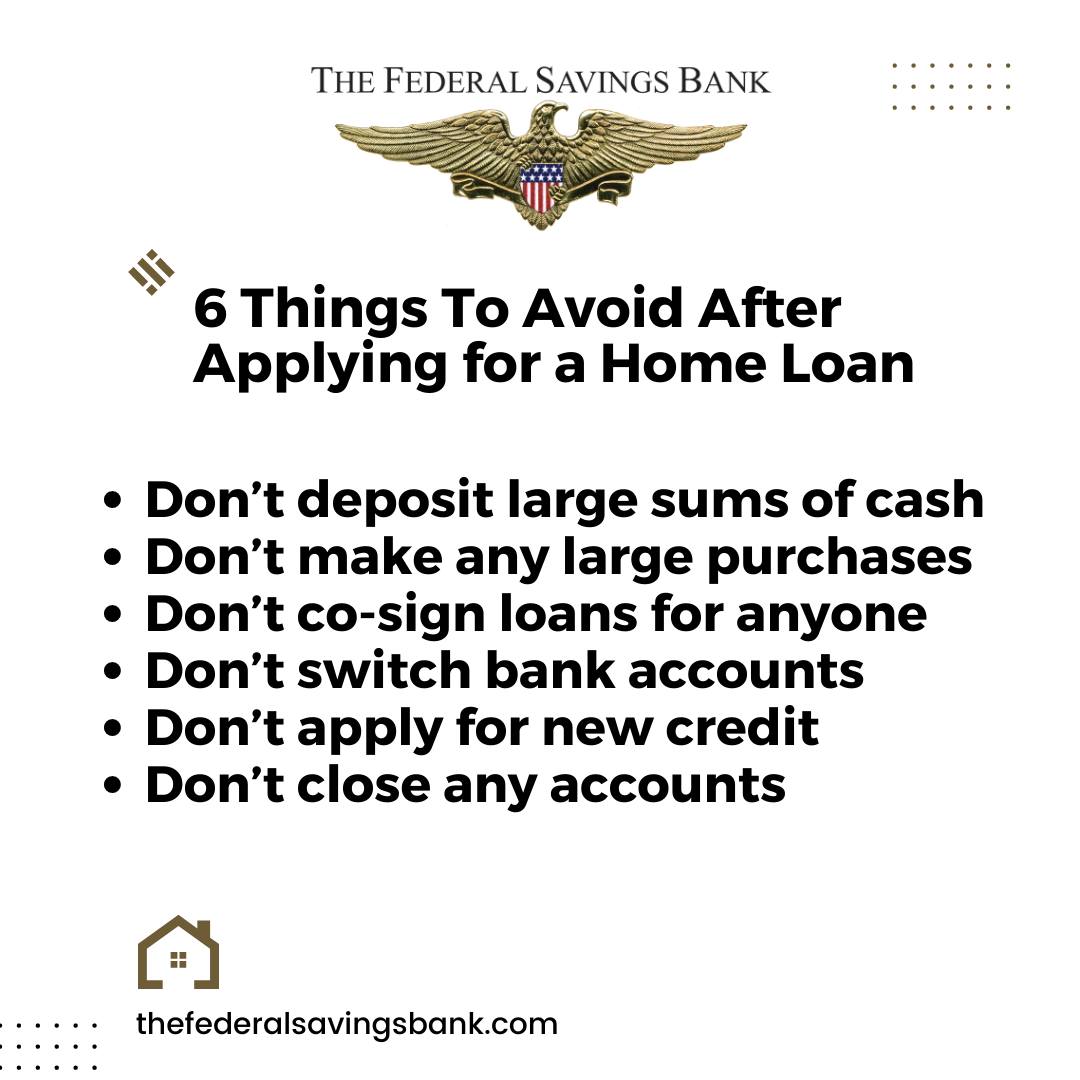 THE FEDERAL SAVINGS BANK
6 Things To Avoid After
Applying for a Home Loan
• Don’t deposit large sums of cash
• Don’t make any large purchases
• Don’t co-sign loans for anyone
• Don’t switch bank accounts
• Don’t apply for new credit
• Don’t close any accounts
thefederalsavingsbank.com